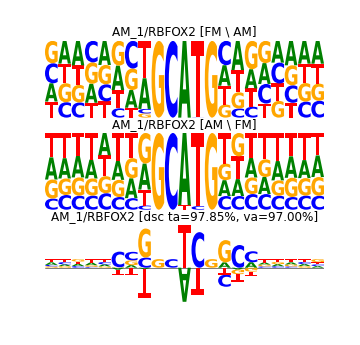 AM_1/RBFOX2 [FM \ AM]
AM_1/RBFOX2 [AM \ FM]
AM_1/RBFOX2 [dsc ta=97.85%, va=97.00%]